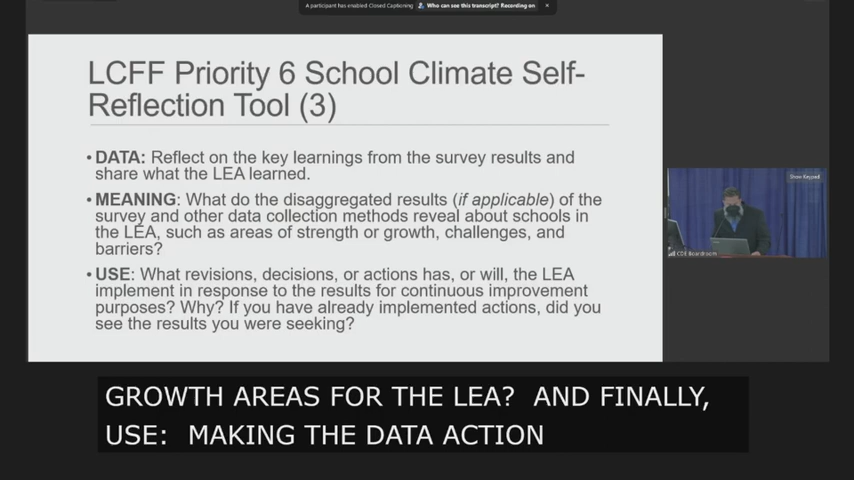 A participant has enabled Closed Captioning
Who can see this transcript? Recording on
LCFF Priority 6 School Climate Self-
Reflection Tool (3)
• DATA: Reflect on the key learnings from the survey results and
share what the LEA learned.
• MEANING: What do the disaggregated results (if applicable) of the
survey and other data collection methods reveal about schools in
the LEA, such as areas of strength or growth, challenges, and
barriers?
• USE: What revisions, decisions, or actions has, or will, the LEA
implement in response to the results for continuous improvement
purposes? Why? If you have already implemented actions, did you
see the results you were seeking?
CDE Boardroom
GROWTH AREAS FOR THE LEA?  AND FINALLY,
USE:  MAKING THE DATA ACTION